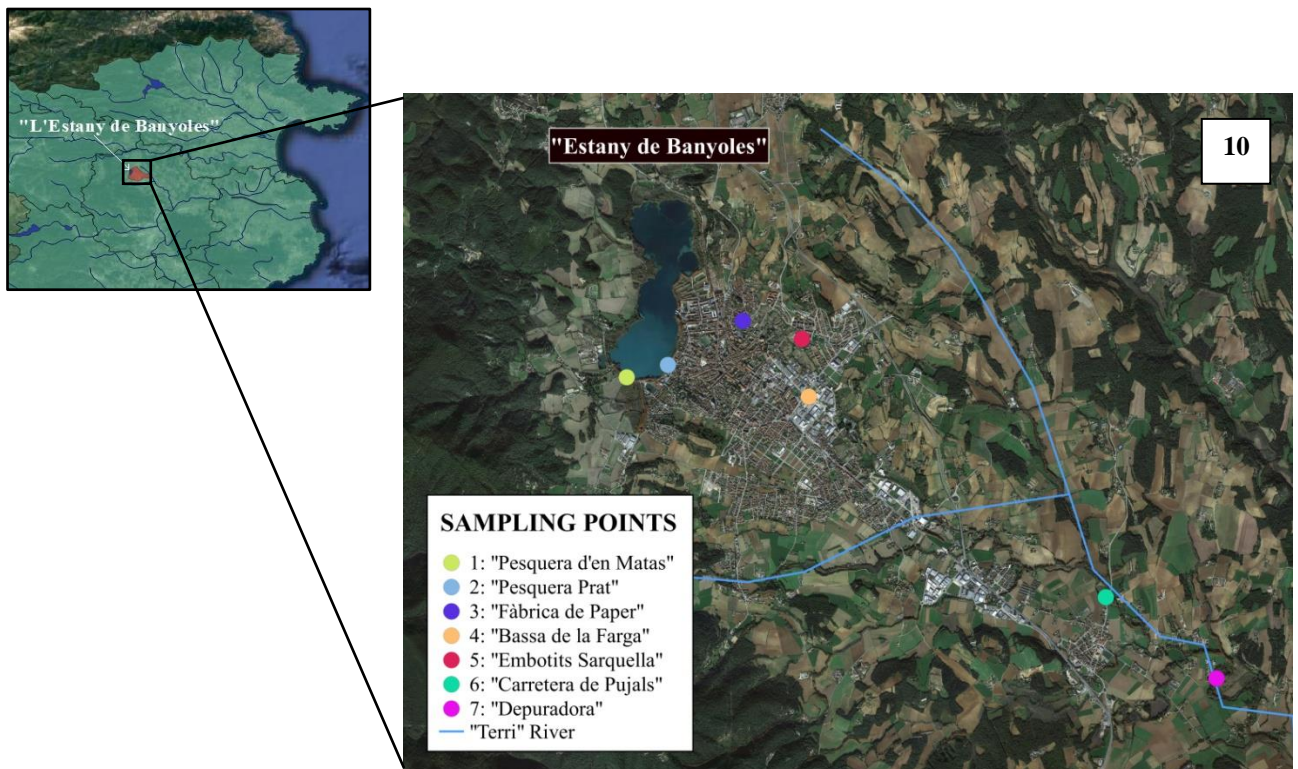 "L'Estany de Banyoles"
"Estany de Banyoles"
10
SAMPLING POINTS
1: "Pesquera d'en Matas"
2: "Pesquera Prat"
3: "Fàbrica de Paper"
4: "Bassa de la Farga"
5: "Embotits Sarquella"
6: "Carretera de Pujals"
7: "Depuradora"
"Terri" River